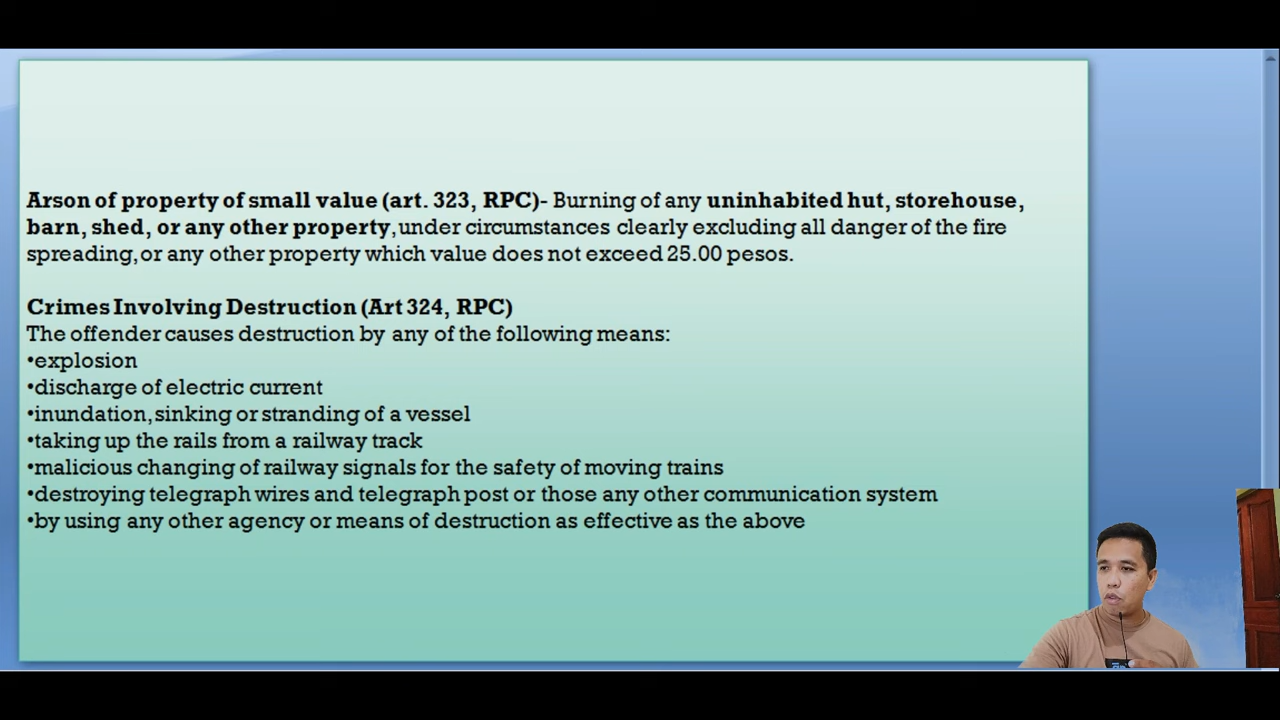 Arson of property of small value (art. 323, RPC)- Burning of any uninhabited hut, storehouse,
barn, shed, or any other property, under circumstances clearly excluding all danger of the fire
spreading, or any other property which value does not exceed 25.00 pesos.
Crimes Involving Destruction (Art 324, RPC)
The offender causes destruction by any of the following means:
•explosion
•discharge of electric current
•inundation, sinking or stranding of a vessel
•taking up the rails from a railway track
•malicious changing of railway signals for the safety of moving trains
•destroying telegraph wires and telegraph post or those any other communication system
•by using any other agency or means of destruction as effective as the above